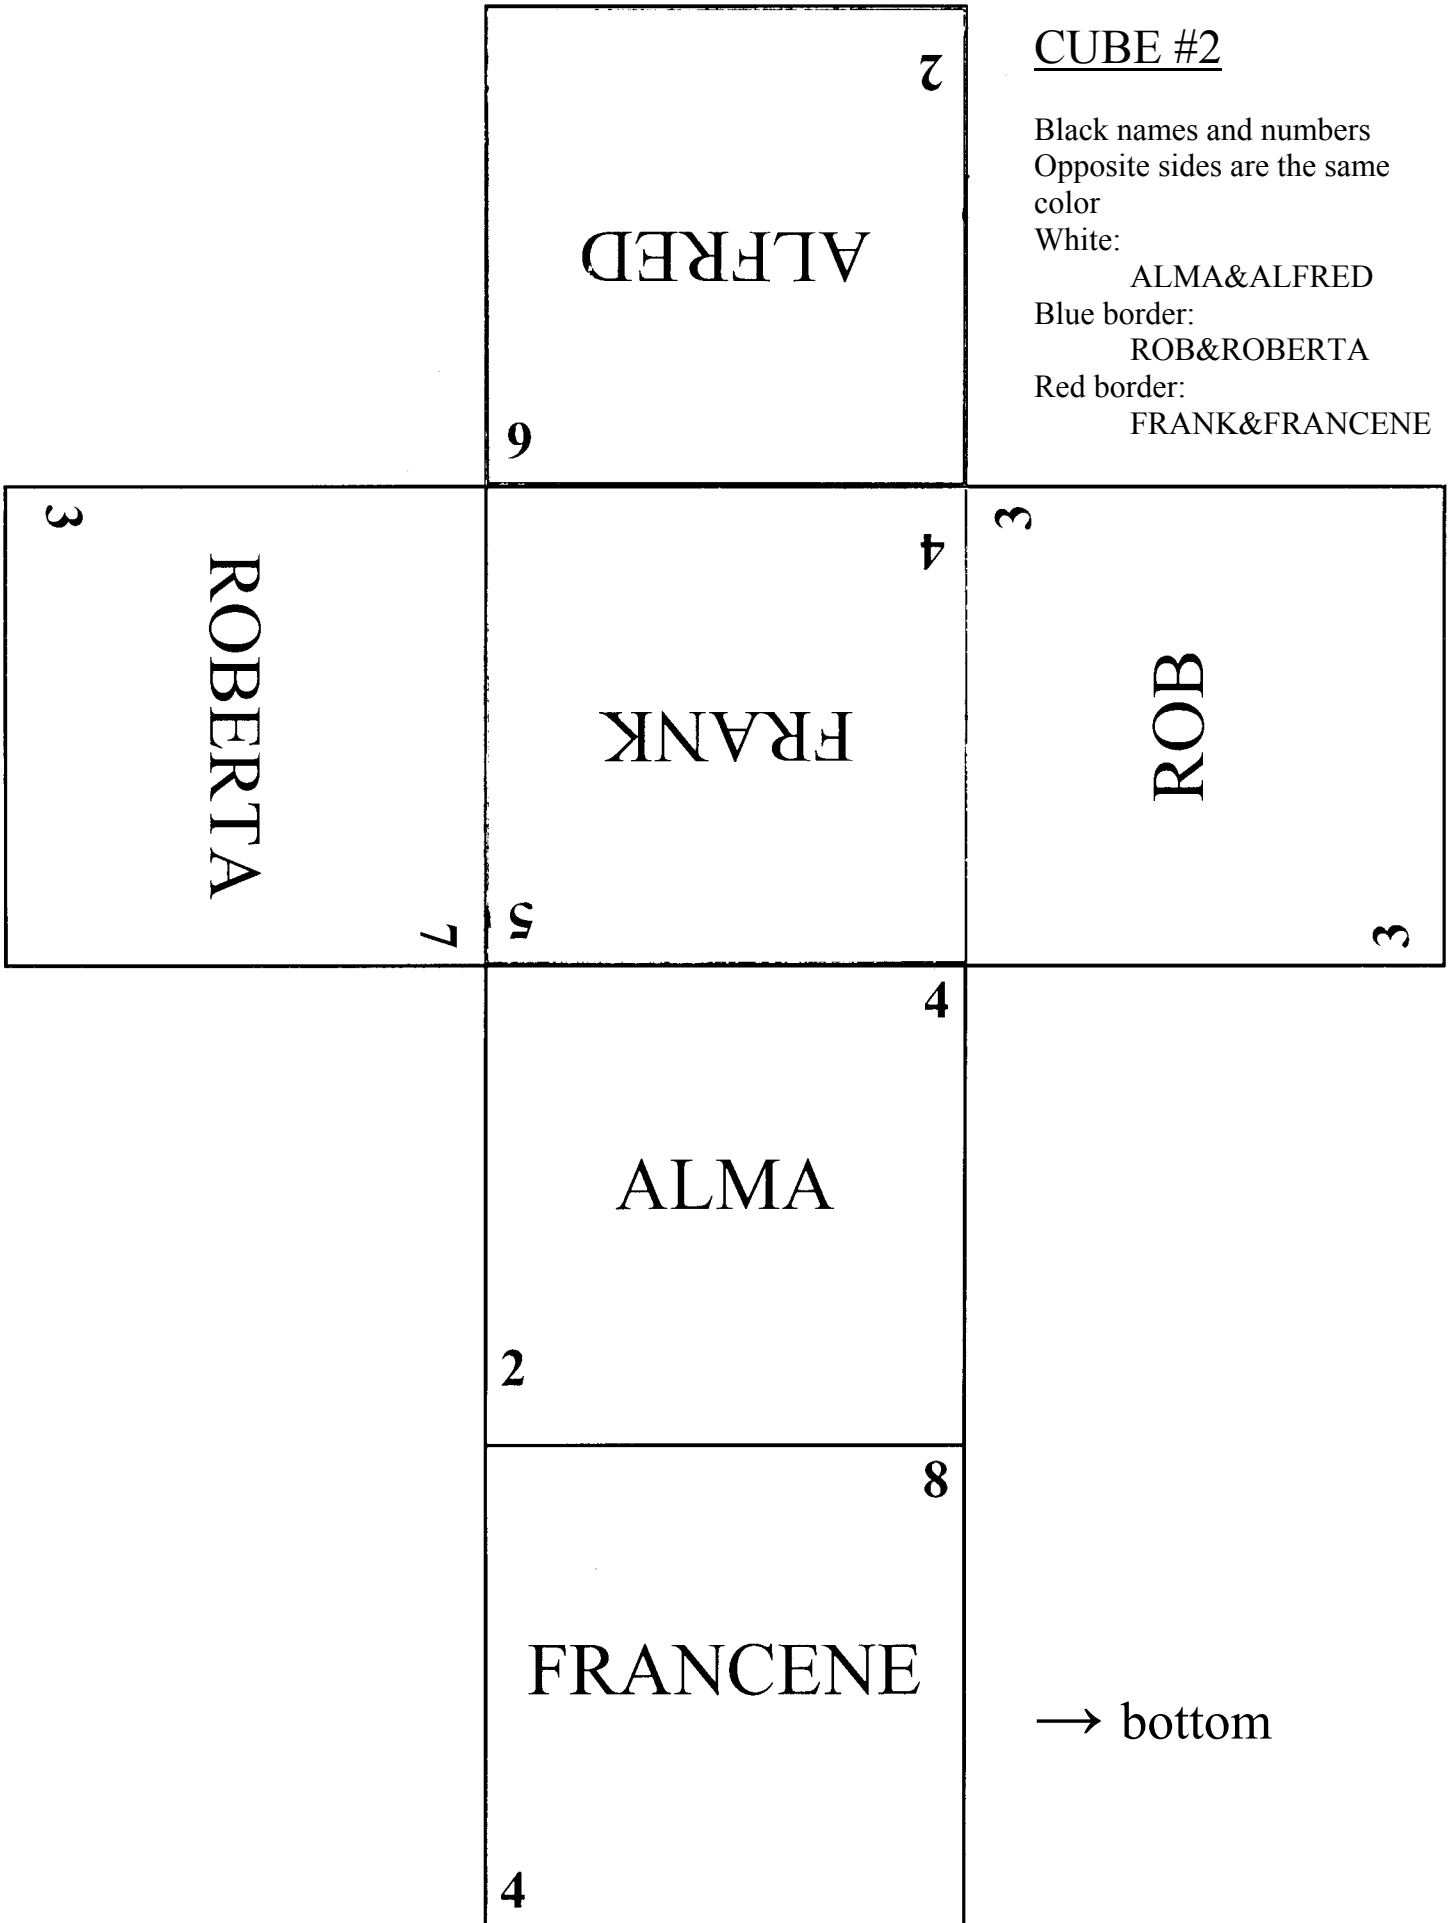 CUBE #2
Black names and numbers
Opposite sides are the same
color
White:
ALMA&ALFRED
Blue border:
ROB&ROBERTA
Red border:
FRANK&FRANCENE
2
ALFRED
6
3
ROBERTA
7
4
FRANK
5
3
ROB
3
4
ALMA
2
8
FRANCENE
4
→ bottom